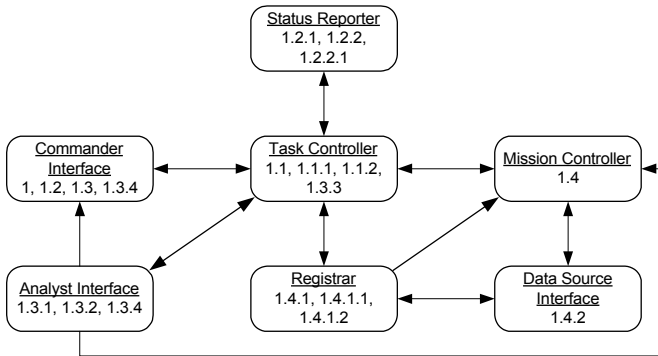 Status Reporter
1.2.1, 1.2.2,
1.2.2.1
Commander
Interface
1, 1.2, 1.3, 1.3.4
Task Controller
1.1, 1.1.1, 1.1.2,
1.3.3
Mission Controller
1.4
Analyst Interface
1.3.1, 1.3.2, 1.3.4
Registrar
1.4.1, 1.4.1.1,
1.4.1.2
Data Source
Interface
1.4.2